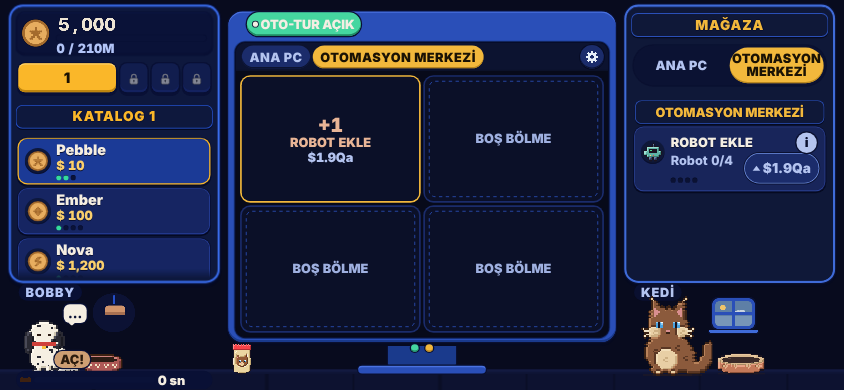 5,000
0 / 210M
1
KATALOG 1
Pebble
$ 10
Ember
$ 100
Nova
$ 1,200
BOBBY
...
AÇ!
0 sn
OTO-TUR AÇIK
ANA PC
OTOMASYON MERKEZİ
+1
ROBOT EKLE
$1.9Qa
BOŞ BÖLME
BOŞ BÖLME
BOŞ BÖLME
MAĞAZA
ANA PC
OTOMASYON
MERKEZİ
OTOMASYON MERKEZİ
ROBOT EKLE
i
Robot 0/4
$1.9Qa
KEDİ